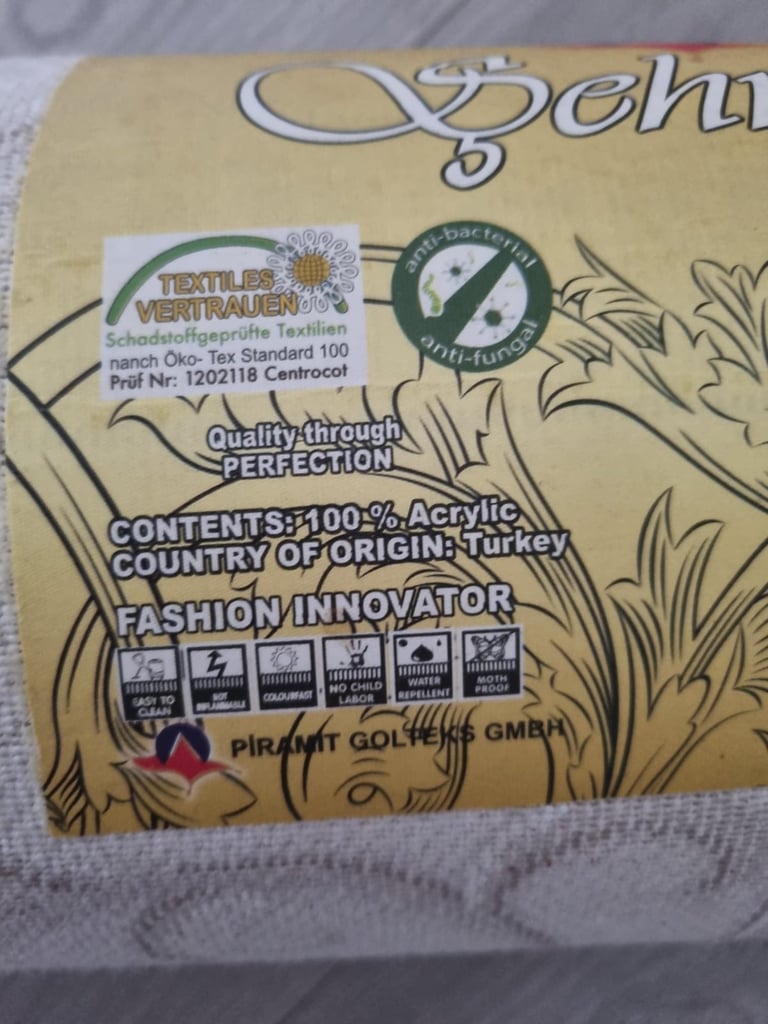 Şehr
TEXTILES
VERTRAUEN
Schadstoffgeprüfte Textilien
nanch Öko- Tex Standard 100
Prüf Nr: 1202118 Centrocot
anti-bacterial
anti-fungal
Quality through
PERFECTION
CONTENTS: 100 % Acrylic
COUNTRY OF ORIGIN: Turkey
FASHION INNOVATOR
EASY TO
CLEAN
NOT
INFLAMMABLE
COLOURFAST
NO CHILD
LABOR
WATER
REPELLENT
MOTH
PROOF
PİRAMİT GOLTEKS GMBH